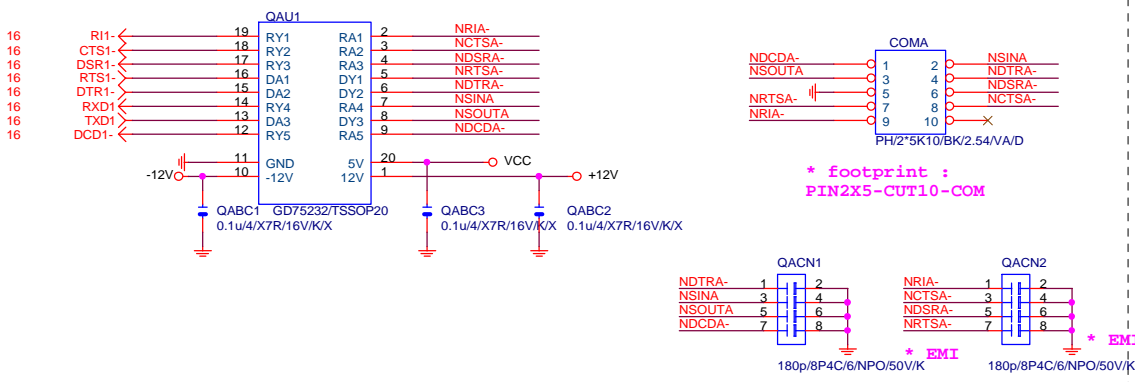 QAU1
16 RI1- 19 RY1 RA1 2 NRIA-
16 CTS1- 18 RY2 RA2 3 NCTSA-
16 DSR1- 17 RY3 RA3 4 NDSRA-
16 RTS1- 16 DA1 DY1 5 NRTSA-
16 DTR1- 15 DA2 DY2 6 NDTRA-
16 RXD1 14 RY4 RA4 7 NSINA
16 TXD1 13 DA3 DY3 8 NSOUTA
16 DCD1- 12 RY5 RA5 9 NDCDA-
11 GND 5V 20 VCC
-12V 10 -12V 12V 1 +12V
QABC1 GD75232/TSSOP20 QABC3 QABC2
0.1u/4/X7R/16V/K/X 0.1u/4/X7R/16V/K/X 0.1u/4/X7R/16V/K/X
COMA
NDCDA- 1 2 NSINA
NSOUTA 3 4 NDTRA-
5 6 NDSRA-
NRTSA- 7 8 NCTSA-
NRIA- 9 10
PH/2*5K10/BK/2.54/VA/D
* footprint :
PIN2X5-CUT10-COM
QACN1
NDTRA- 1 2
NSINA 3 4
NSOUTA 5 6
NDCDA- 7 8
180p/8P4C/6/NPO/50V/K
* EMI
QACN2
NRIA- 1 2
NCTSA- 3 4
NDSRA- 5 6
NRTSA- 7 8
180p/8P4C/6/NPO/50V/K
* EMI